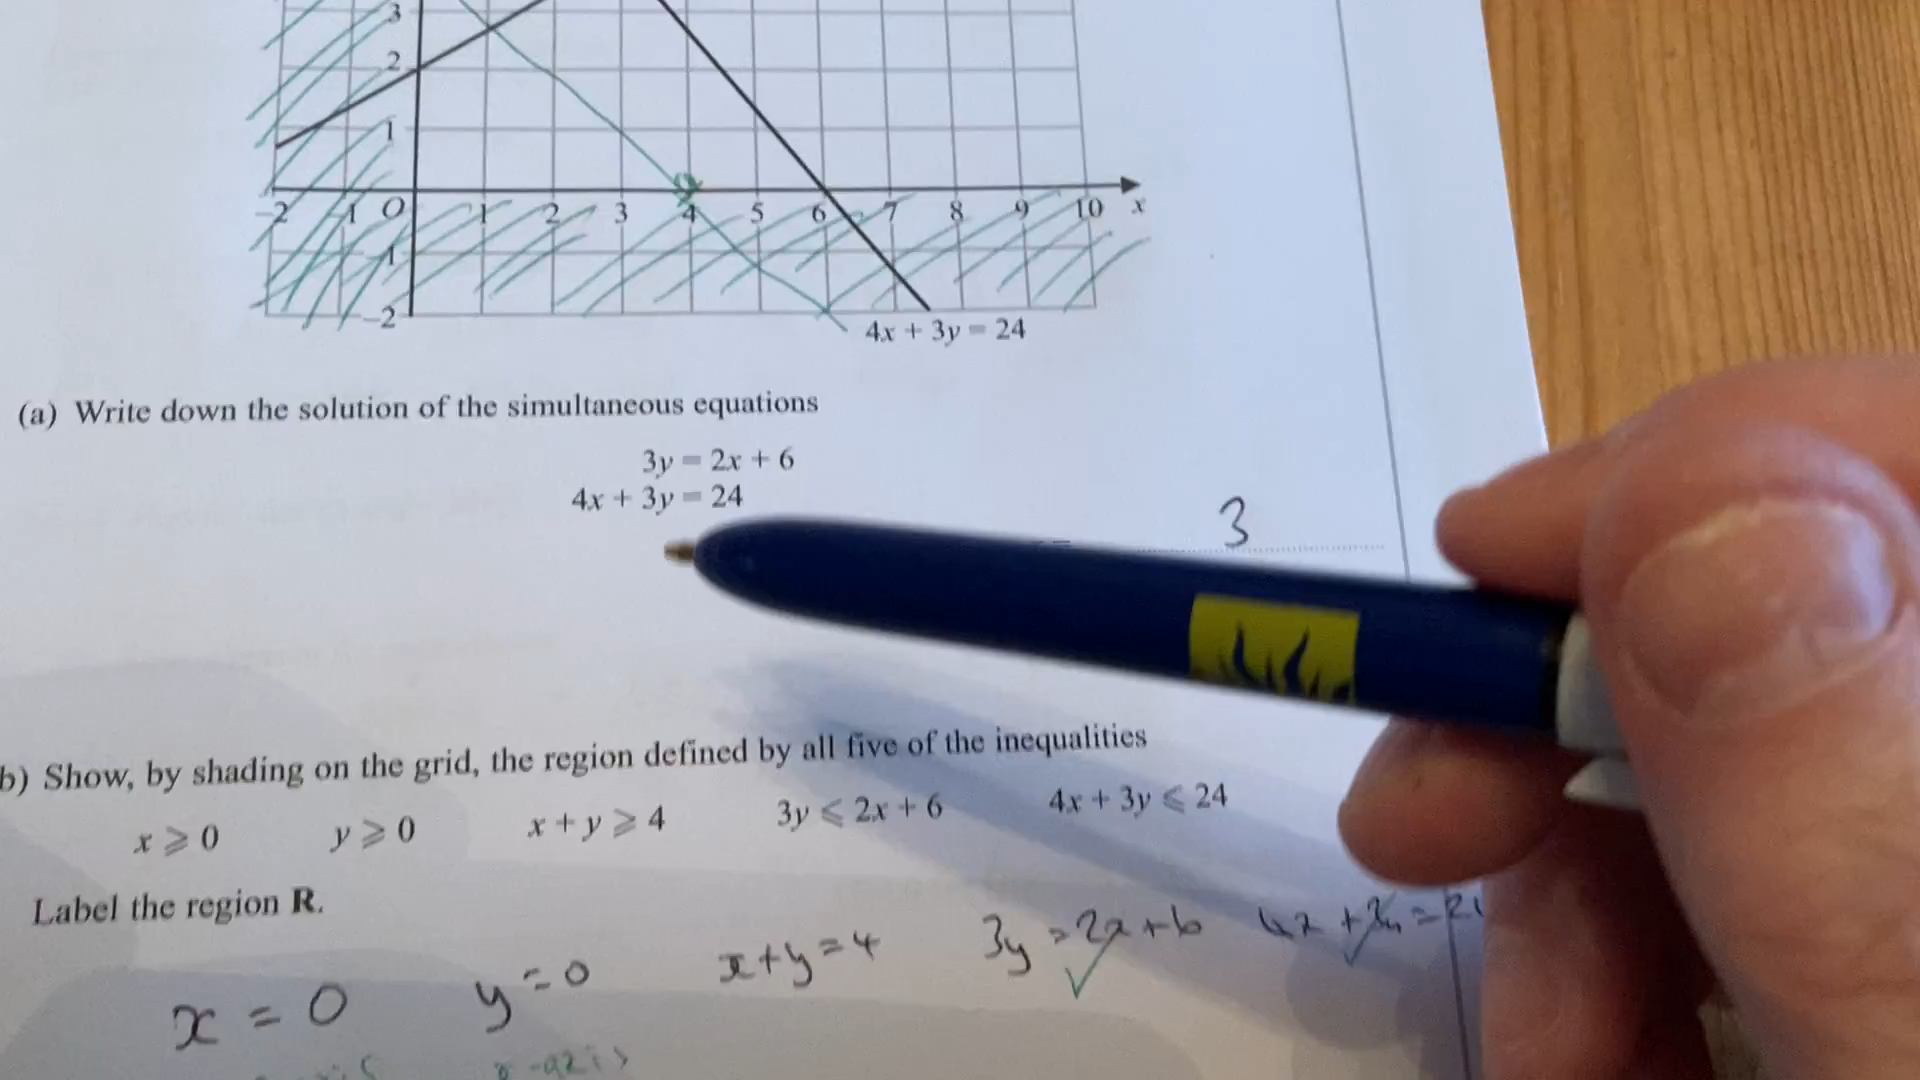 3
2
1
-2 -1 O 1 2 3 4 5 6 7 8 9 10 x
-1
-2
4x + 3y = 24
(a) Write down the solution of the simultaneous equations
3y = 2x + 6
4x + 3y = 24
3
b) Show, by shading on the grid, the region defined by all five of the inequalities
x ⩾ 0 y ⩾ 0 x + y ⩾ 4 3y ⩽ 2x + 6 4x + 3y ⩽ 24
Label the region R.
x = 0 y = 0 x+y=4 3y = 2x+6